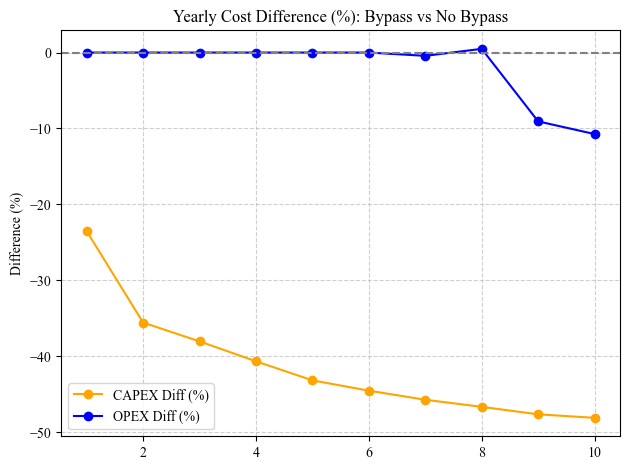 Yearly Cost Difference (%): Bypass vs No Bypass
Difference (%)
0
−10
−20
−30
−40
−50
CAPEX Diff (%)
OPEX Diff (%)
2
4
6
8
10